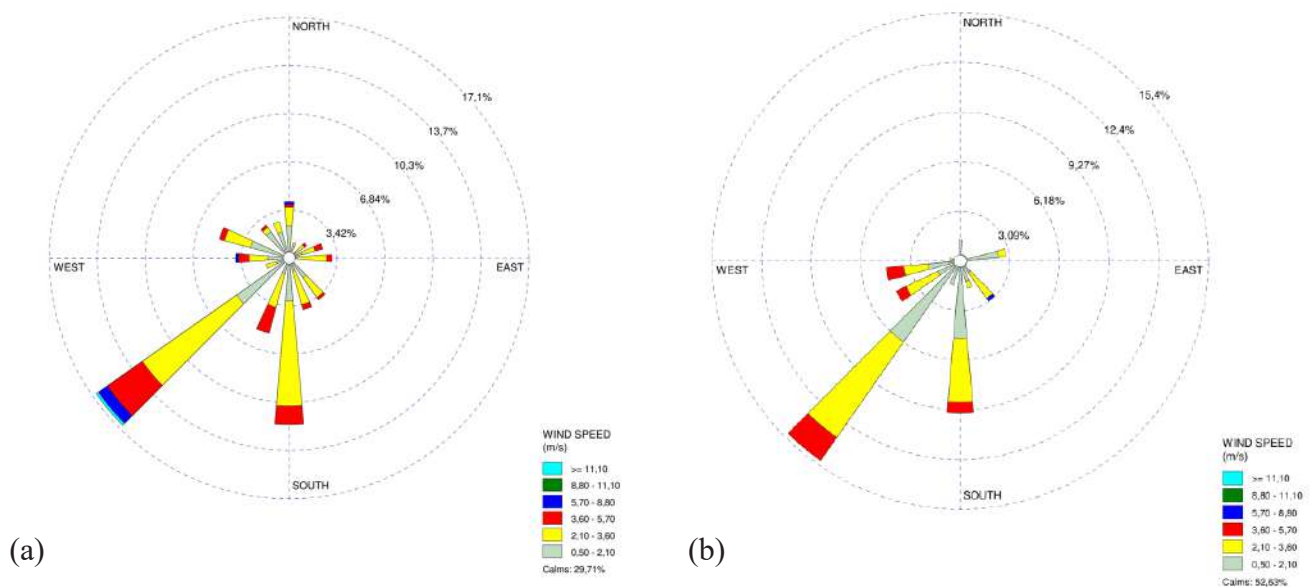 NORTH
17,1%
13,7%
10,3%
6,84%
3,42%
WEST
EAST
SOUTH
WIND SPEED
(m/s)
>= 11,10
8,80 - 11,10
5,70 - 8,80
3,60 - 5,70
2,10 - 3,60
0,50 - 2,10
Calms: 29,71%
(a)
NORTH
15,4%
12,4%
9,27%
6,18%
3,09%
WEST
EAST
SOUTH
WIND SPEED
(m/s)
>= 11,10
8,80 - 11,10
5,70 - 8,80
3,60 - 5,70
2,10 - 3,60
0,50 - 2,10
Calms: 52,63%
(b)